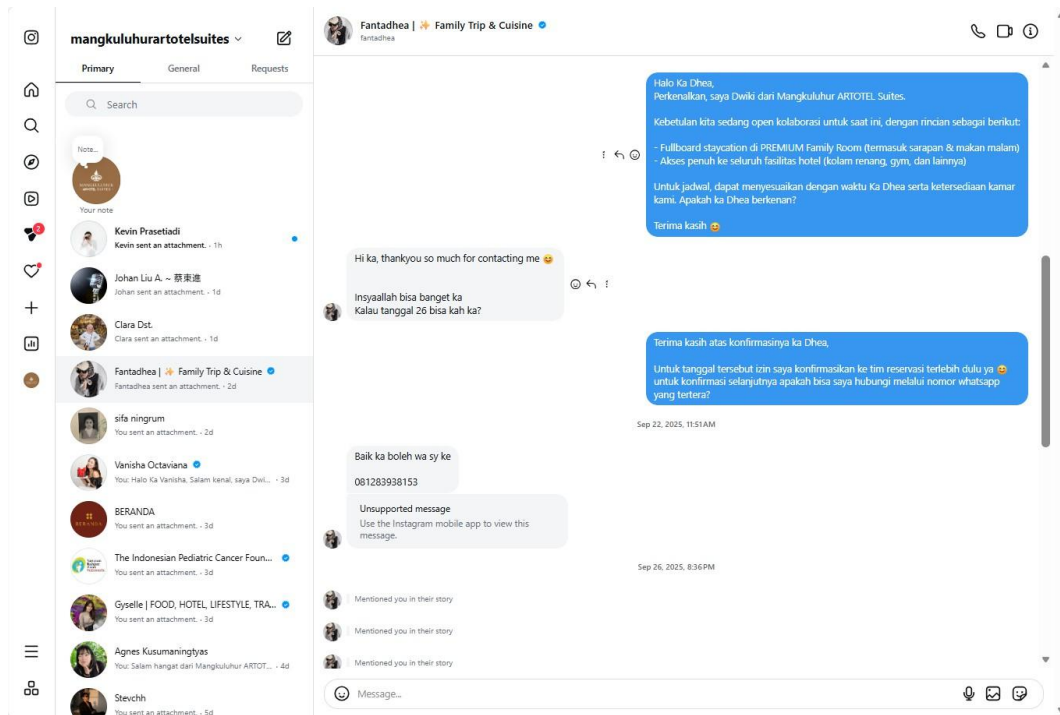 mangkuluhurartotelsuites
Primary
General
Requests
Search
Note...
Your note
Kevin Prasetiadi
Kevin sent an attachment. · 1h
Johan Liu A. ~ 蔡東進
Johan sent an attachment. · 1d
Clara Dst.
Clara sent an attachment. · 1d
Fantadhea | ✨ Family Trip & Cuisine
Fantadhea sent an attachment. · 2d
sifa ningrum
You sent an attachment. · 2d
Vanisha Octaviana
You: Halo Ka Vanisha, Salam kenal, saya Dwi... · 3d
BERANDA
You sent an attachment. · 3d
The Indonesian Pediatric Cancer Foun...
You sent an attachment. · 3d
Gyselle | FOOD, HOTEL, LIFESTYLE, TRA...
You sent an attachment. · 3d
Agnes Kusumaningtyas
You: Salam hangat dari Mangkuluhur ARTOT... · 4d
Stevchh
You sent an attachment. · 5d
Fantadhea | ✨ Family Trip & Cuisine
fantadhea
Halo Ka Dhea,
Perkenalkan, saya Dwiki dari Mangkuluhur ARTOTEL Suites.
Kebetulan kita sedang open kolaborasi untuk saat ini, dengan rincian sebagai berikut:
- Fullboard staycation di PREMIUM Family Room (termasuk sarapan & makan malam)
- Akses penuh ke seluruh fasilitas hotel (kolam renang, gym, dan lainnya)
Untuk jadwal, dapat menyesuaikan dengan waktu Ka Dhea serta ketersediaan kamar
kami. Apakah ka Dhea berkenan?
Terima kasih 😊
Hi ka, thankyou so much for contacting me 😊
Insyaallah bisa banget ka
Kalau tanggal 26 bisa kah ka?
Terima kasih atas konfirmasinya ka Dhea,
Untuk tanggal tersebut izin saya konfirmasikan ke tim reservasi terlebih dulu ya 😊
untuk konfirmasi selanjutnya apakah bisa saya hubungi melalui nomor whatsapp
yang tertera?
Sep 22, 2025, 11:51 AM
Baik ka boleh wa sy ke
081283938153
Unsupported message
Use the Instagram mobile app to view this
message.
Sep 26, 2025, 8:36 PM
Mentioned you in their story
Mentioned you in their story
Mentioned you in their story
Message...
2